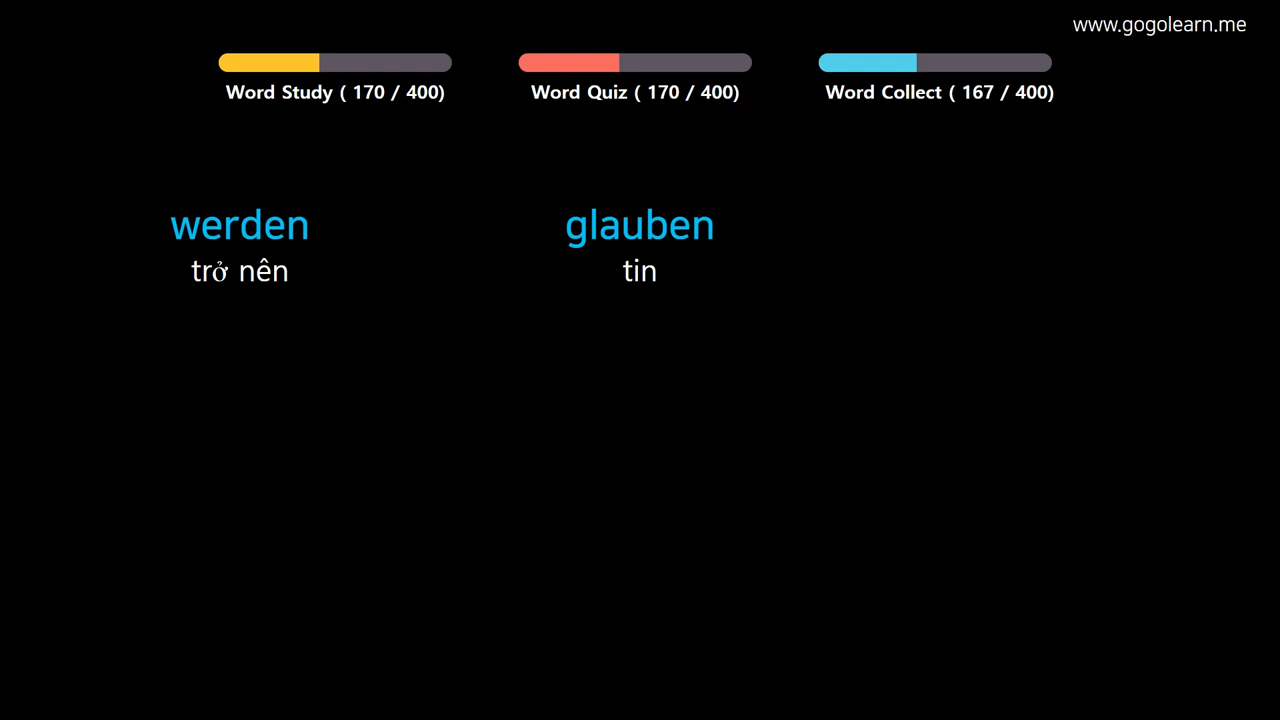 www.gogolearn.me
Word Study ( 170 / 400)
Word Quiz ( 170 / 400)
Word Collect ( 167 / 400)
werden
trở nên
glauben
tin